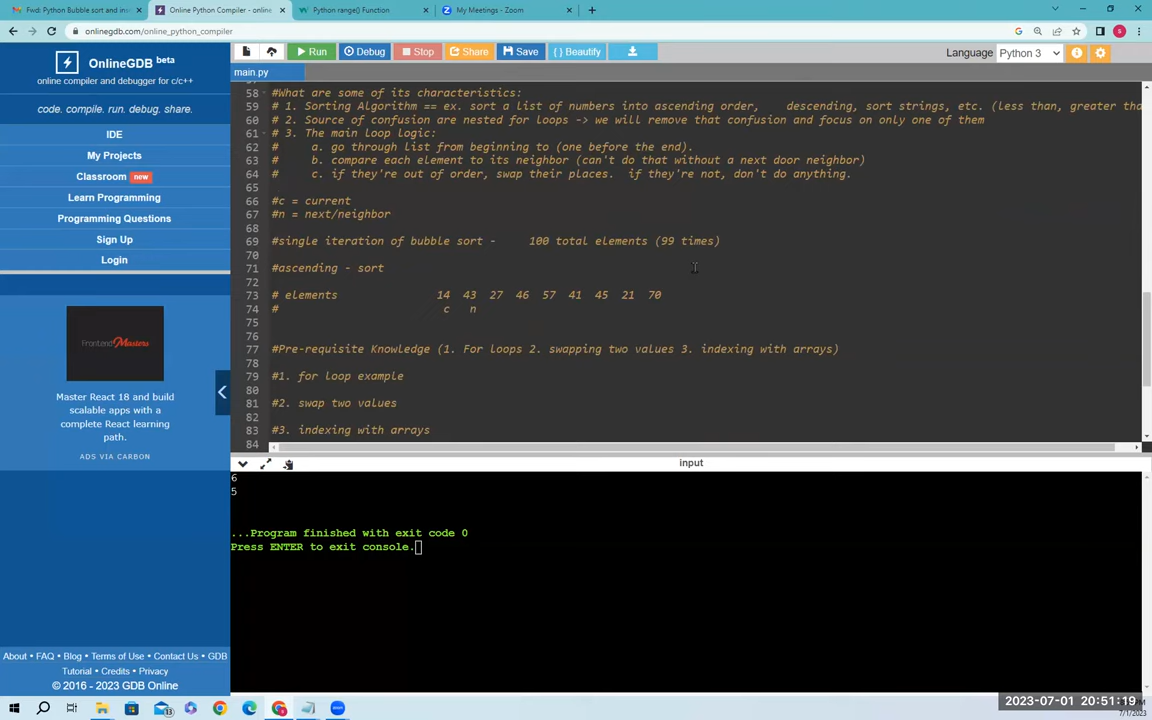 Fwd: Python Bubble sort and ins
Online Python Compiler - online
Python range() Function
My Meetings - Zoom
onlinegdb.com/online_python_compiler
OnlineGDB beta
online compiler and debugger for c/c++
code. compile. run. debug. share.
IDE
My Projects
Classroom new
Learn Programming
Programming Questions
Sign Up
Login
FrontendMasters
Master React 18 and build
scalable apps with a
complete React learning
path.
ADS VIA CARBON
About • FAQ • Blog • Terms of Use • Contact Us • GDB
Tutorial • Credits • Privacy
© 2016 - 2023 GDB Online
Run Debug Stop Share Save { } Beautify
Language Python 3
main.py
58 #What are some of its characteristics:
59 # 1. Sorting Algorithm == ex. sort a list of numbers into ascending order, descending, sort strings, etc. (less than, greater tha
60 # 2. Source of confusion are nested for loops -> we will remove that confusion and focus on only one of them
61 # 3. The main loop logic:
62 # a. go through list from beginning to (one before the end).
63 # b. compare each element to its neighbor (can't do that without a next door neighbor)
64 # c. if they're out of order, swap their places. if they're not, don't do anything.
65
66 #c = current
67 #n = next/neighbor
68
69 #single iteration of bubble sort - 100 total elements (99 times)
70
71 #ascending - sort
72
73 # elements 14 43 27 46 57 41 45 21 70
74 # c n
75
76
77 #Pre-requisite Knowledge (1. For loops 2. swapping two values 3. indexing with arrays)
78
79 #1. for loop example
80
81 #2. swap two values
82
83 #3. indexing with arrays
84
input
6
5
...Program finished with exit code 0
Press ENTER to exit console.
2023-07-01 20:51:19
7/1/2023